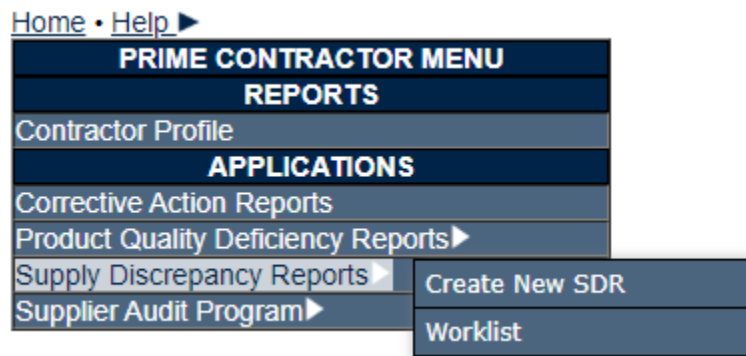 Home • Help ▶
PRIME CONTRACTOR MENU
REPORTS
Contractor Profile
APPLICATIONS
Corrective Action Reports
Product Quality Deficiency Reports▶
Supply Discrepancy Reports▶
Create New SDR
Supplier Audit Program▶
Worklist